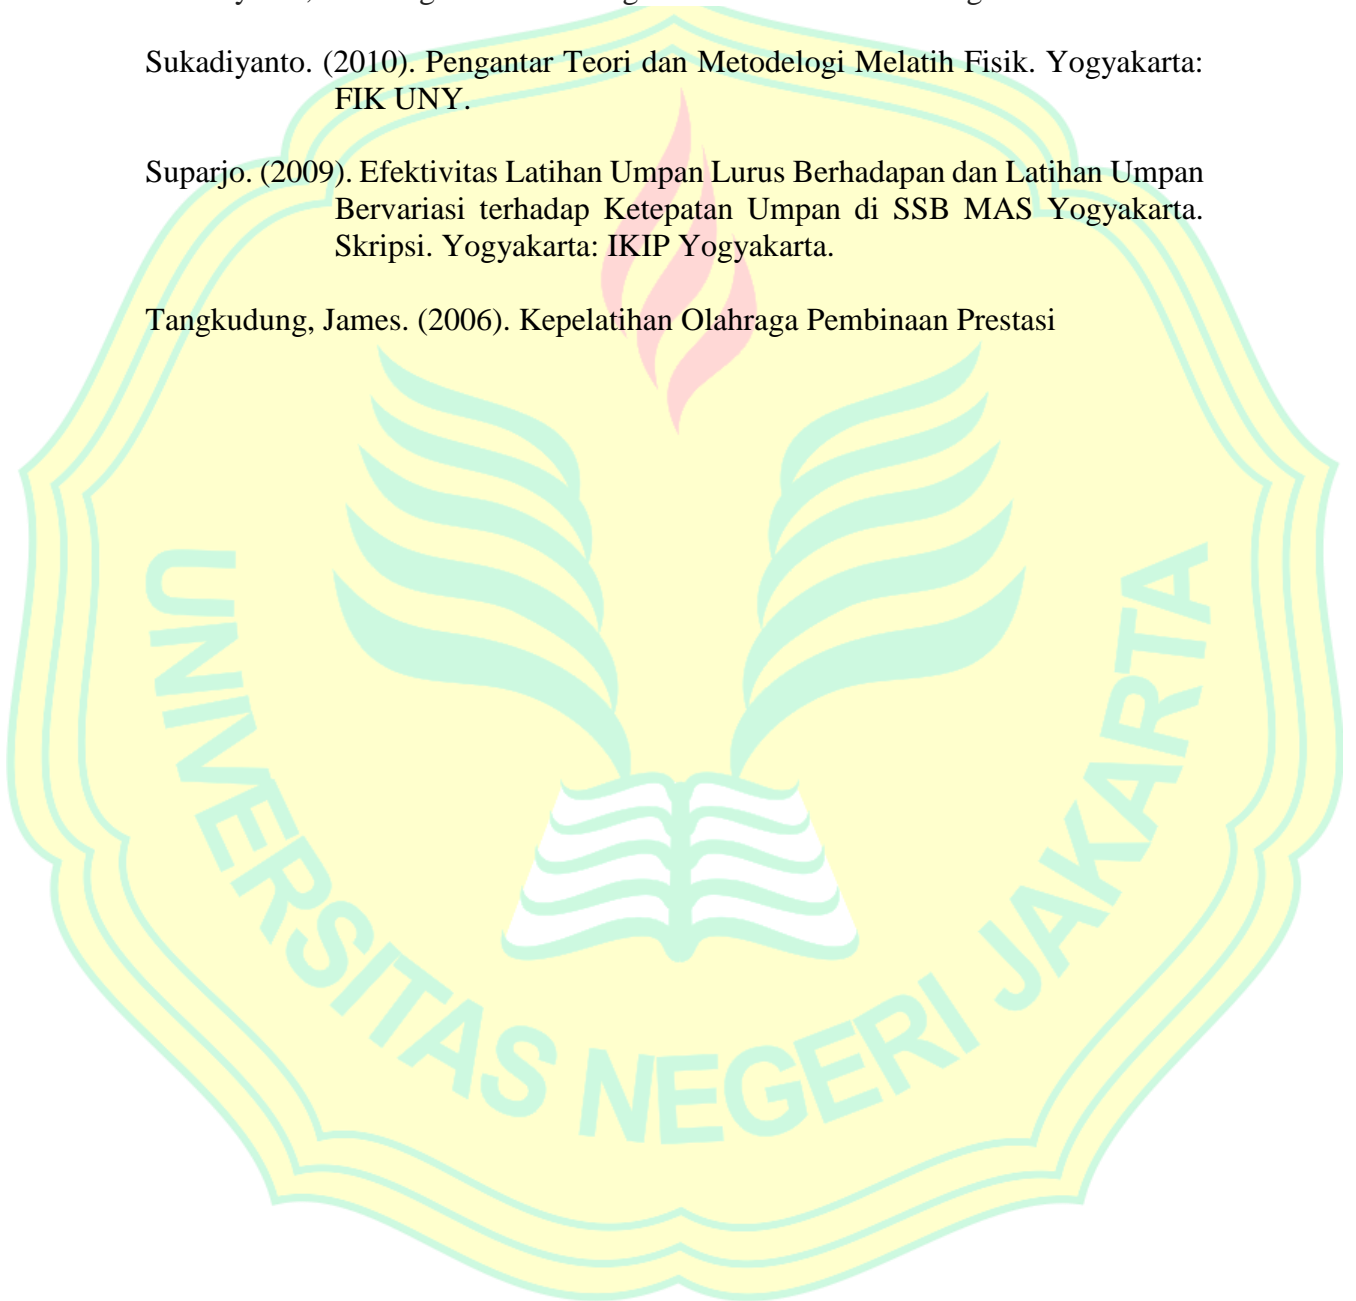 Sukadiyanto. (2010). Pengantar Teori dan Metodelogi Melatih Fisik. Yogyakarta:
FIK UNY.
Suparjo. (2009). Efektivitas Latihan Umpan Lurus Berhadapan dan Latihan Umpan
Bervariasi terhadap Ketepatan Umpan di SSB MAS Yogyakarta.
Skripsi. Yogyakarta: IKIP Yogyakarta.
Tangkudung, James. (2006). Kepelatihan Olahraga Pembinaan Prestasi
UNIVERSITAS NEGERI JAKARTA